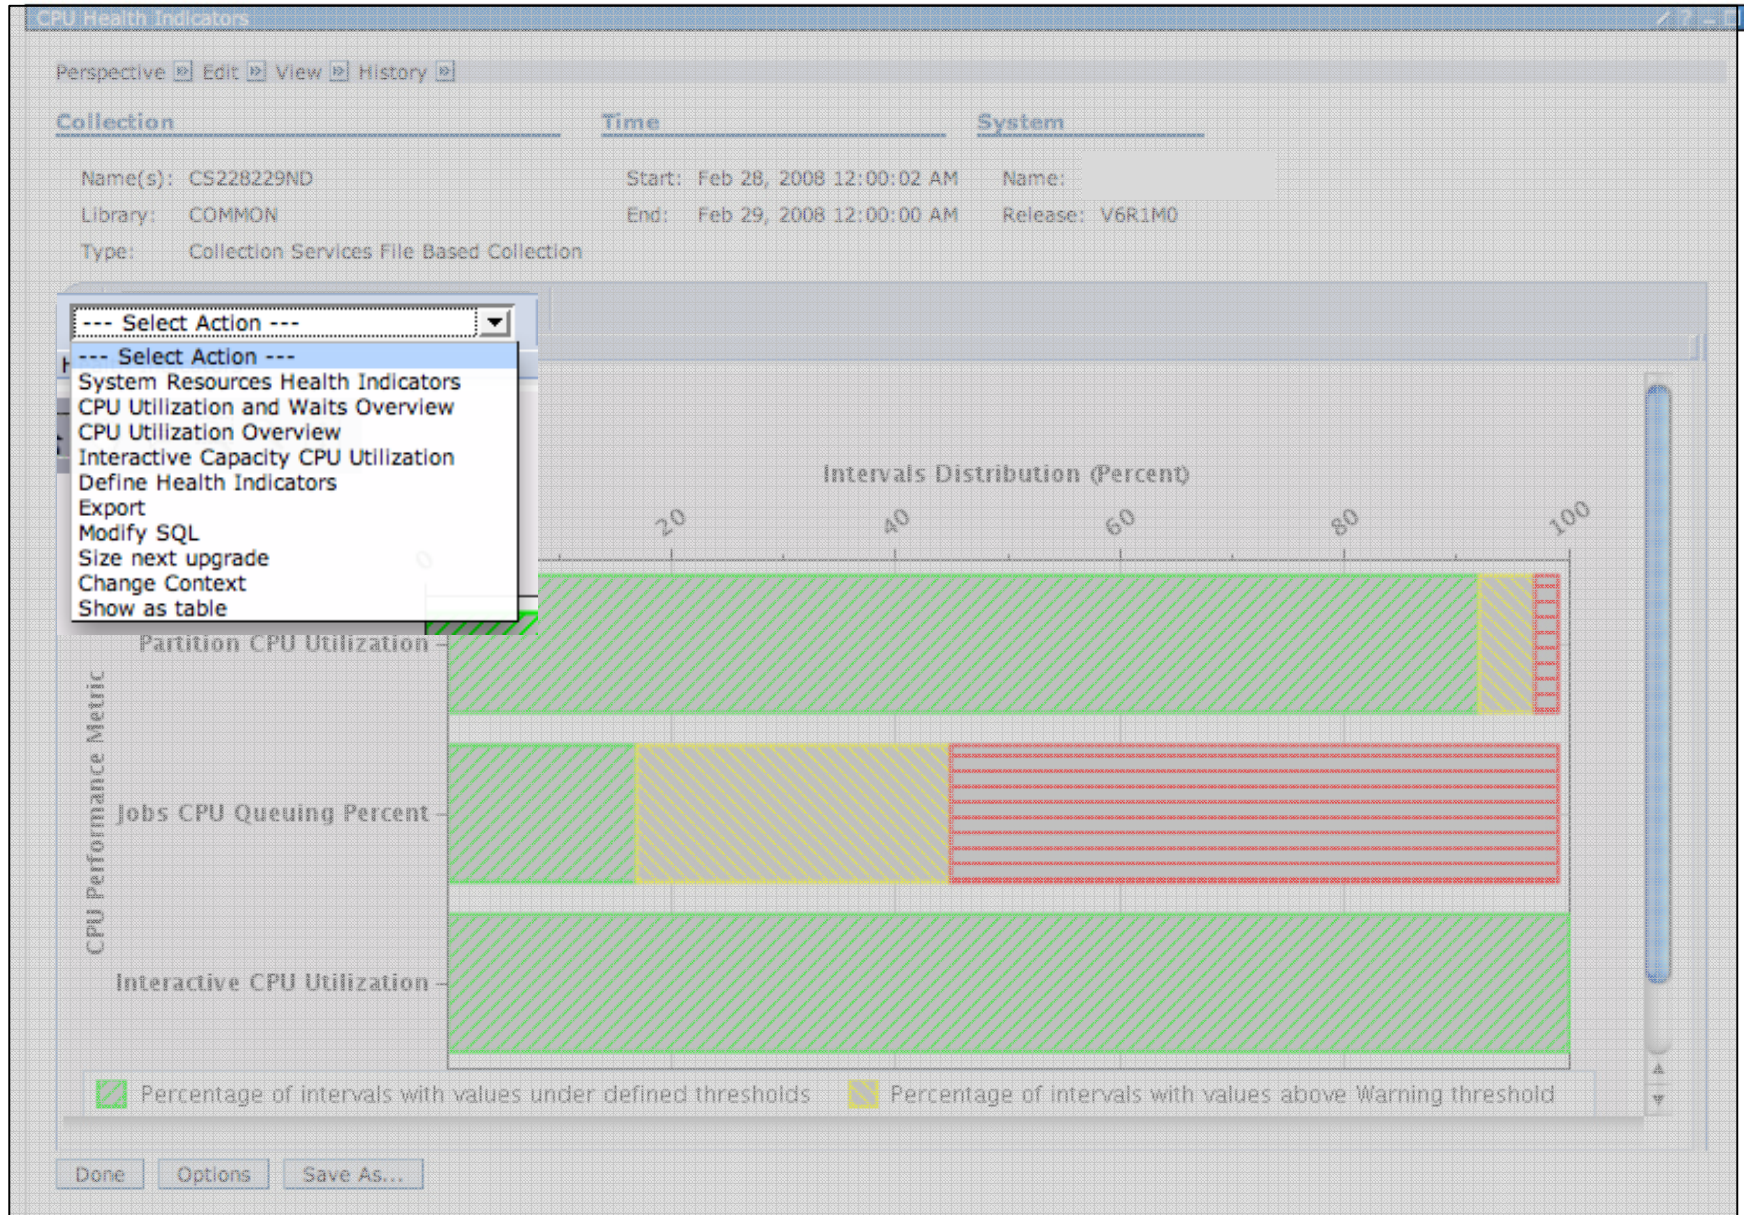 CPU Health Indicators
Perspective Edit View History
Collection Time System
Name(s): CS228229ND Start: Feb 28, 2008 12:00:02 AM Name:
Library: COMMON End: Feb 29, 2008 12:00:00 AM Release: V6R1M0
Type: Collection Services File Based Collection
--- Select Action ---
--- Select Action ---
System Resources Health Indicators
CPU Utilization and Waits Overview
CPU Utilization Overview
Interactive Capacity CPU Utilization
Define Health Indicators
Export
Modify SQL
Size next upgrade
Change Context
Show as table
Intervals Distribution (Percent)
0 20 40 60 80 100
CPU Performance Metric
Partition CPU Utilization
Jobs CPU Queuing Percent
Interactive CPU Utilization
Percentage of intervals with values under defined thresholds Percentage of intervals with values above Warning threshold
Done Options Save As...